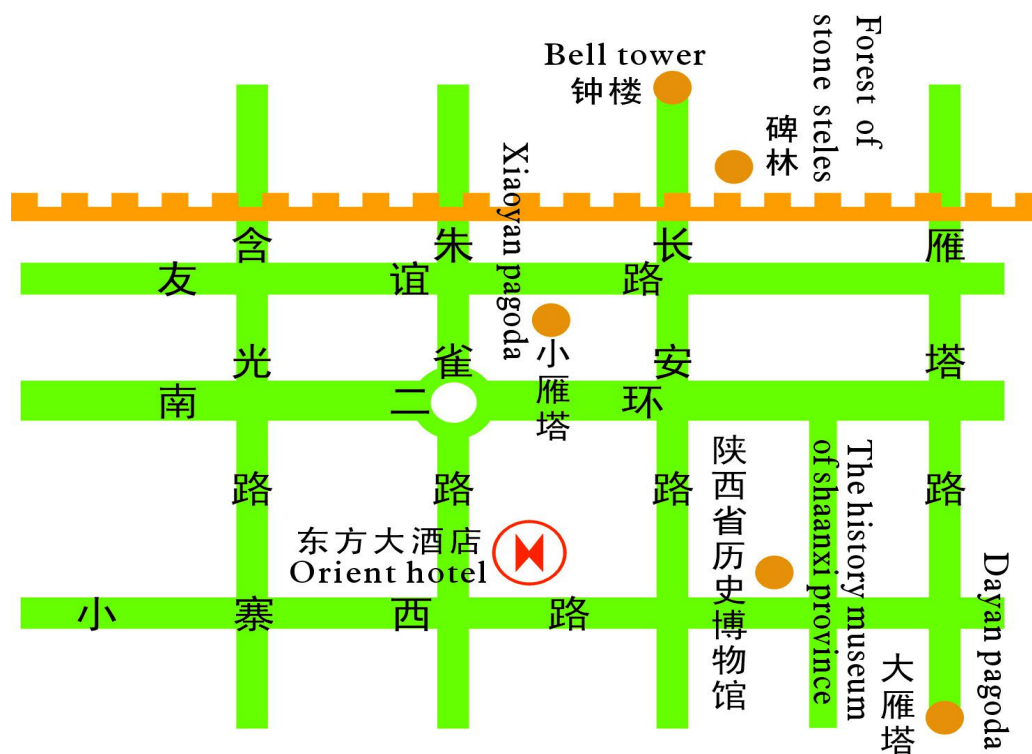 Bell tower
钟楼
Forest of
stone steles
碑林
Xiaoyan pagoda
小雁塔
含光路
朱雀路
长安路
雁塔路
友谊路
南二环
陕西省历史博物馆
The history museum
of shaanxi province
东方大酒店
Orient hotel
小寨西路
大雁塔
Dayan pagoda